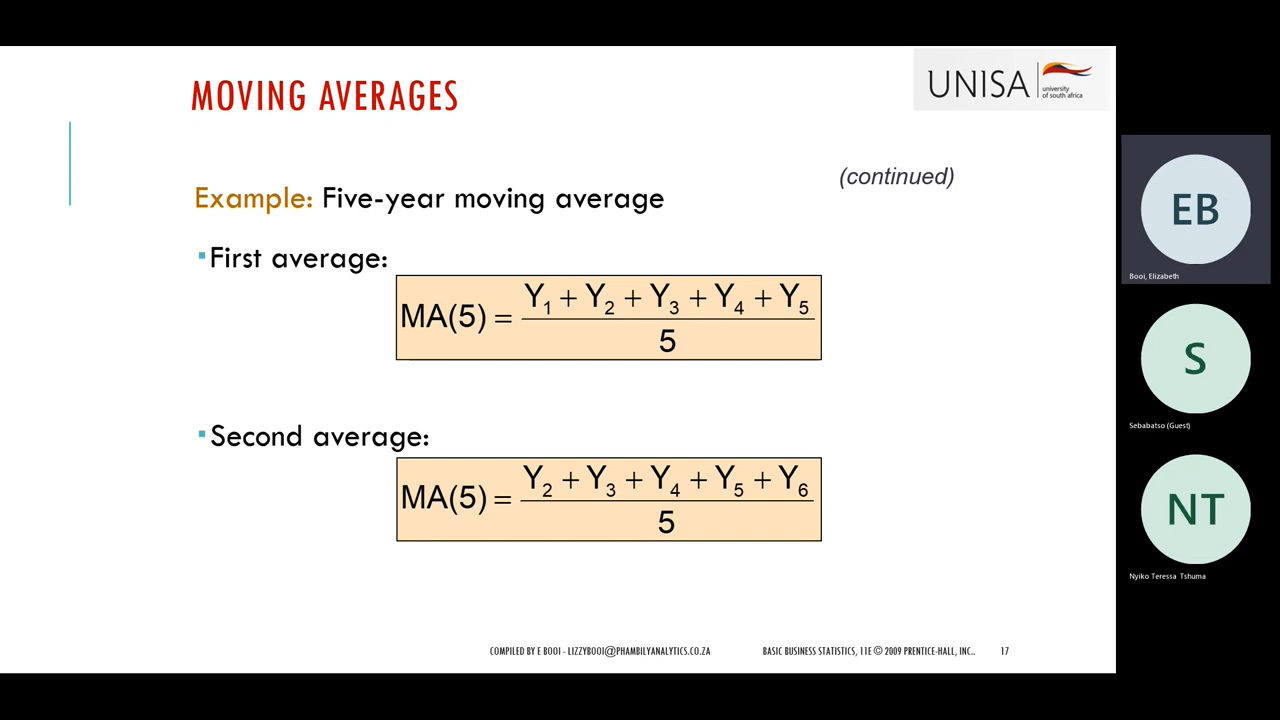 MOVING AVERAGES
UNISA
university
of south africa
(continued)
Example: Five-year moving average
▪First average:
MA(5) = Y1 + Y2 + Y3 + Y4 + Y5
5
▪Second average:
MA(5) = Y2 + Y3 + Y4 + Y5 + Y6
5
COMPILED BY E BOOI - LIZZYBOOI@PHAMBILYANALYTICS.CO.ZA
BASIC BUSINESS STATISTICS, 11E © 2009 PRENTICE-HALL, INC..
17
EB
Booi, Elizabeth
S
Sebabatso (Guest)
NT
Nyiko Teressa Tshuma